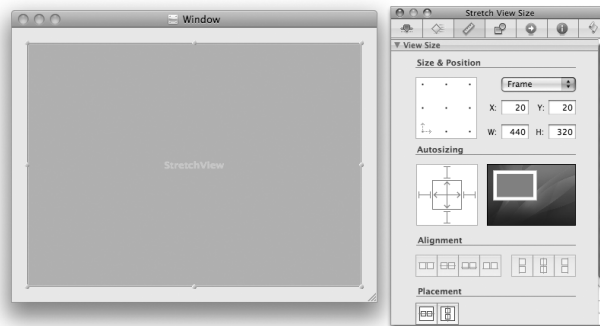 Window
StretchView
Stretch View Size
View Size
Size & Position
Frame
X: 20 Y: 20
W: 440 H: 320
Autosizing
Alignment
Placement